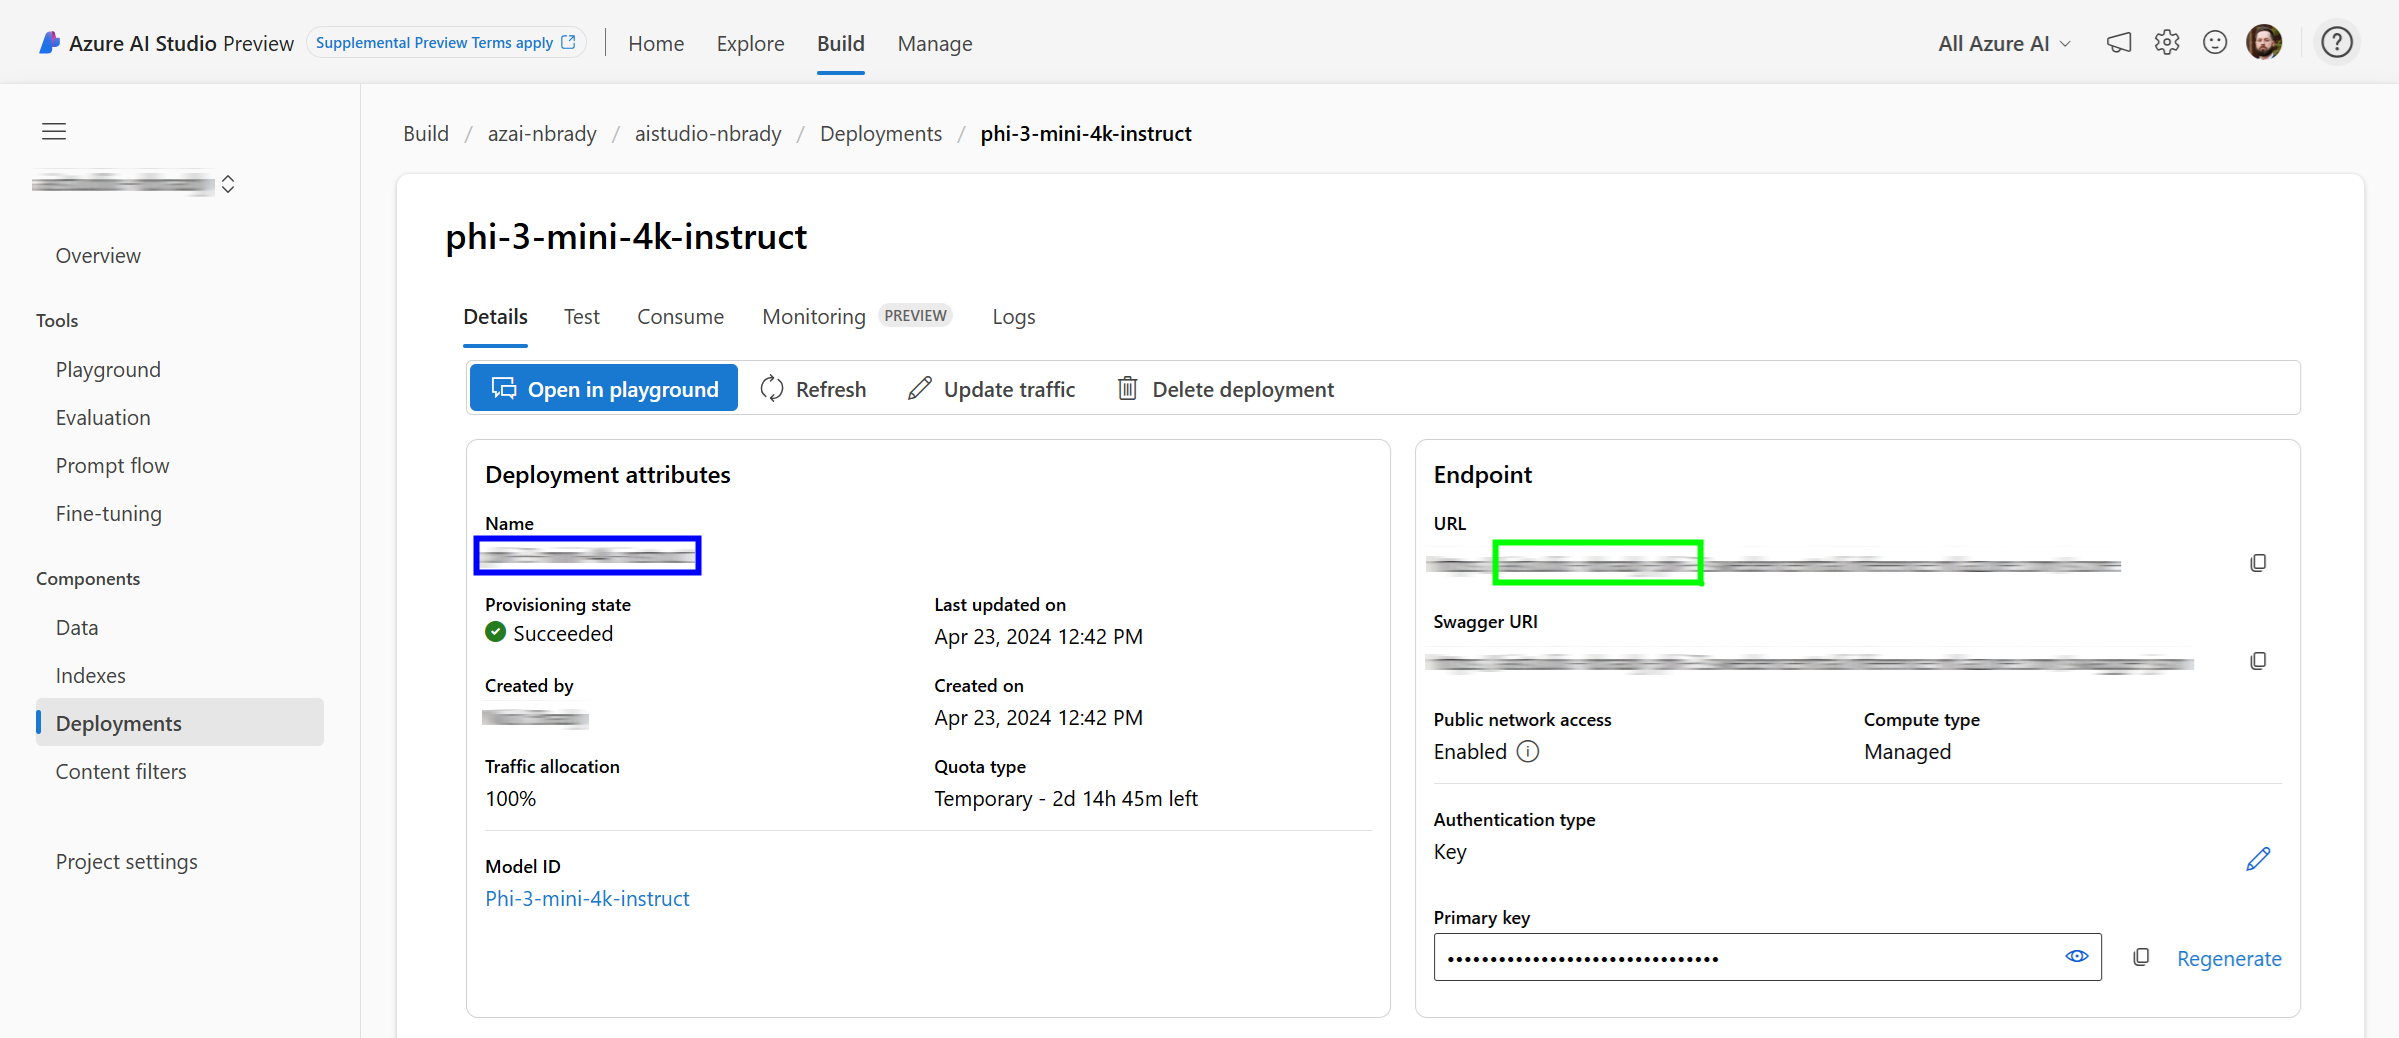 Azure AI Studio Preview Supplemental Preview Terms apply Home Explore Build Manage All Azure AI
Build / azai-nbrady / aistudio-nbrady / Deployments / phi-3-mini-4k-instruct
Overview
Tools
Playground
Evaluation
Prompt flow
Fine-tuning
Components
Data
Indexes
Deployments
Content filters
Project settings
phi-3-mini-4k-instruct
Details Test Consume Monitoring PREVIEW Logs
Open in playground Refresh Update traffic Delete deployment
Deployment attributes
Name
Provisioning state
Succeeded
Last updated on
Apr 23, 2024 12:42 PM
Created by
Created on
Apr 23, 2024 12:42 PM
Traffic allocation
100%
Quota type
Temporary - 2d 14h 45m left
Model ID
Phi-3-mini-4k-instruct
Endpoint
URL
Swagger URI
Public network access
Enabled
Compute type
Managed
Authentication type
Key
Primary key
••••••••••••••••••••••••••••••••
Regenerate